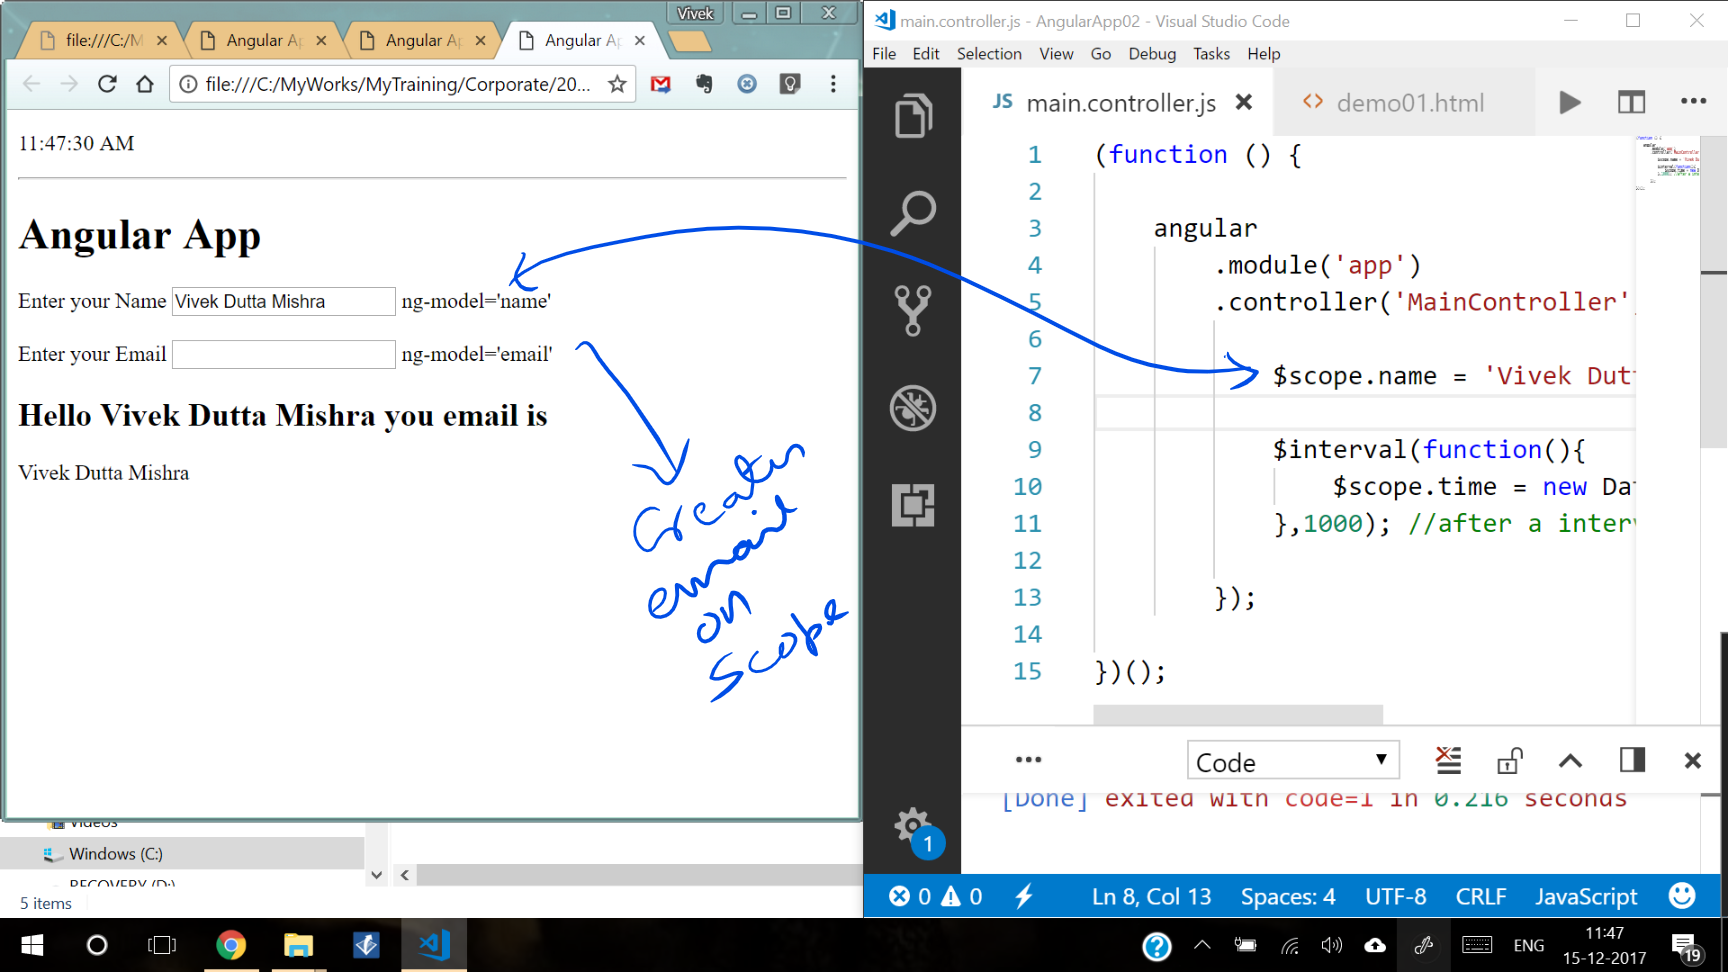 Vivek
file:///C:/M
Angular Ap
Angular Ap
Angular Ap
file:///C:/MyWorks/MyTraining/Corporate/20...
11:47:30 AM
Angular App
Enter your Name Vivek Dutta Mishra ng-model='name'
Enter your Email ng-model='email'
Hello Vivek Dutta Mishra you email is
Vivek Dutta Mishra
email
on
scope
Videos
Windows (C:)
RECOVERY (D:)
5 items
main.controller.js - AngularApp02 - Visual Studio Code
File Edit Selection View Go Debug Tasks Help
JS main.controller.js demo01.html
1 (function () {
2
3 angular
4 .module('app')
5 .controller('MainController'
6
7 $scope.name = 'Vivek Dut
8
9 $interval(function(){
10 $scope.time = new Da
11 },1000); //after a inter
12
13 });
14
15 })();
Code
[Done] exited with code=1 in 0.216 seconds
1
0 0 Ln 8, Col 13 Spaces: 4 UTF-8 CRLF JavaScript
ENG 11:47
15-12-2017
19